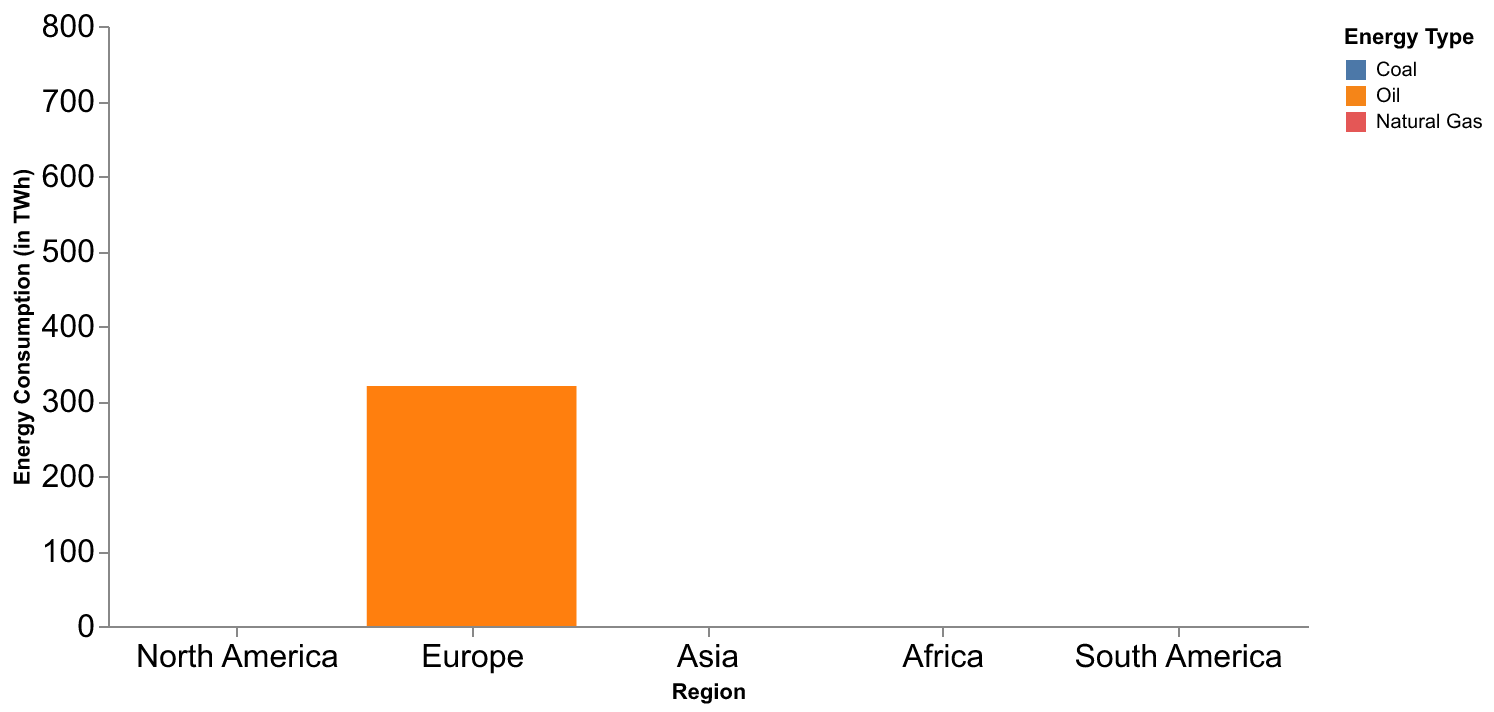 Energy Consumption (in TWh)
800
700
600
500
400
300
200
100
0
North America
Europe
Asia
Africa
South America
Region
Energy Type
Coal
Oil
Natural Gas